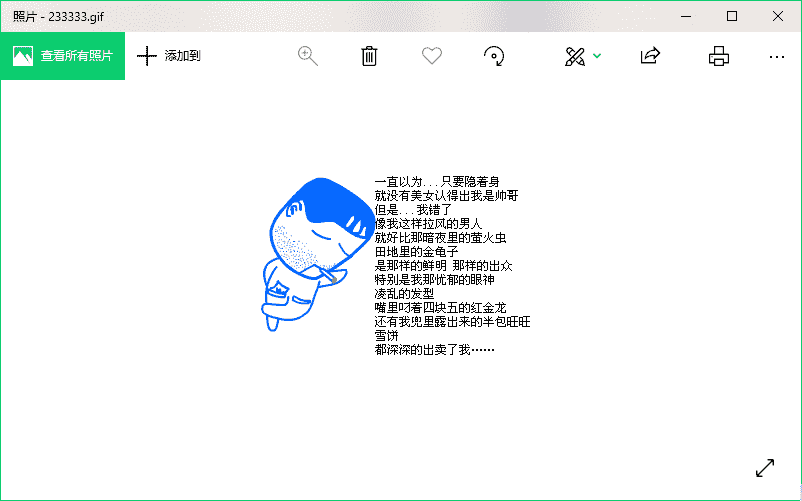 照片 - 233333.gif
查看所有照片
添加到
一直以为...只要隐着身
就没有美女认得出我是帅哥
但是...我错了
像我这样拉风的男人
就好比那暗夜里的萤火虫
田地里的金龟子
是那样的鲜明 那样的出众
特别是我那忧郁的眼神
凌乱的发型
嘴里叼着四块五的红金龙
还有我兜里露出来的半包旺旺
雪饼
都深深的出卖了我……